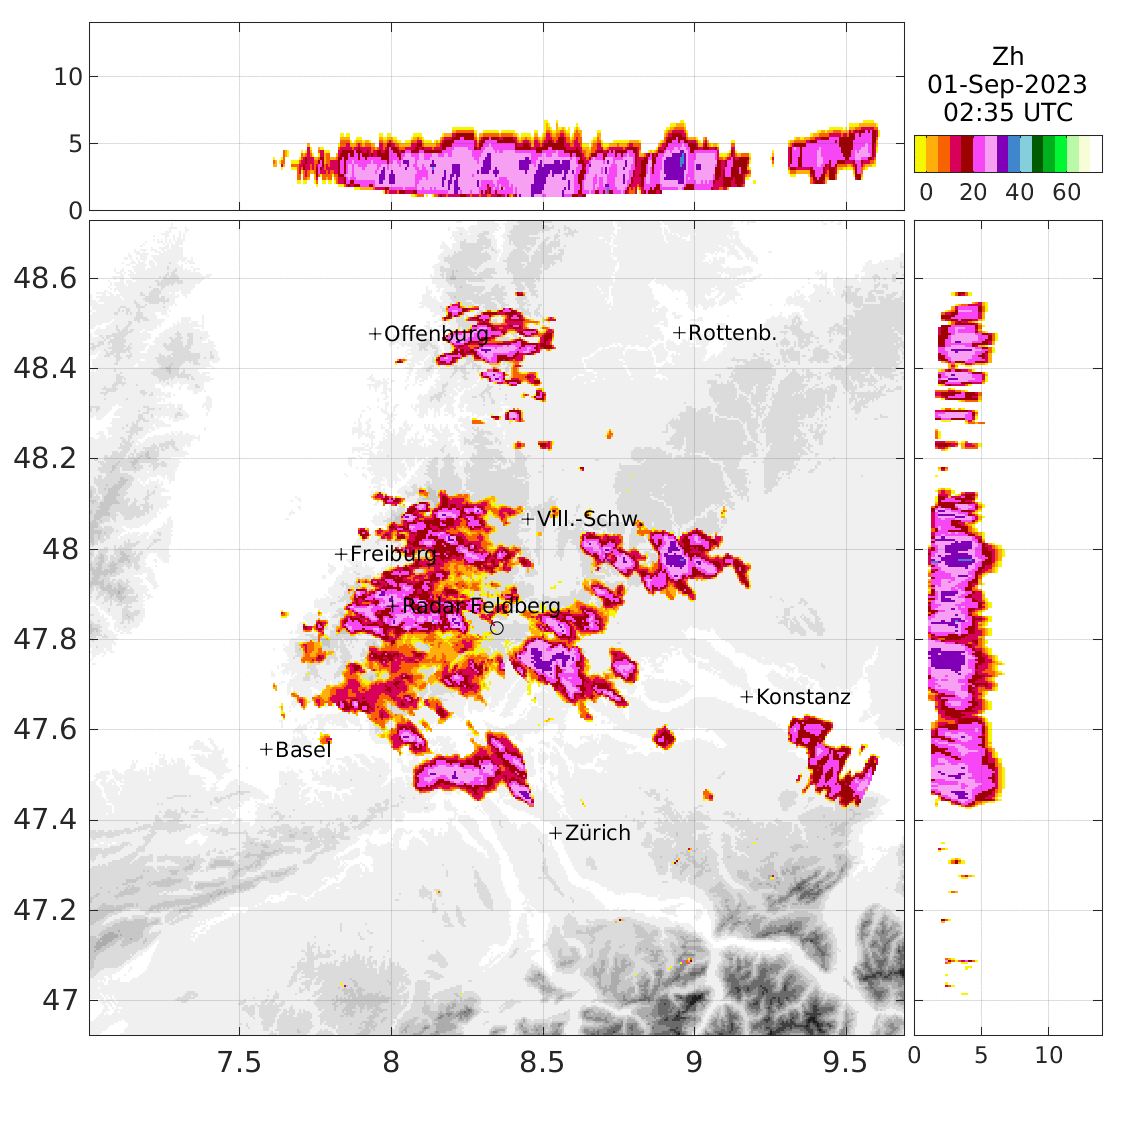 10
5
0
Zh
01-Sep-2023
02:35 UTC
0 20 40 60
48.6
48.4
48.2
48
47.8
47.6
47.4
47.2
47
+Offenburg
+Rottenb.
+Vill.-Schw.
+Freiburg
+Radar Feldberg
+Konstanz
+Basel
+Zürich
7.5 8 8.5 9 9.5
0 5 10